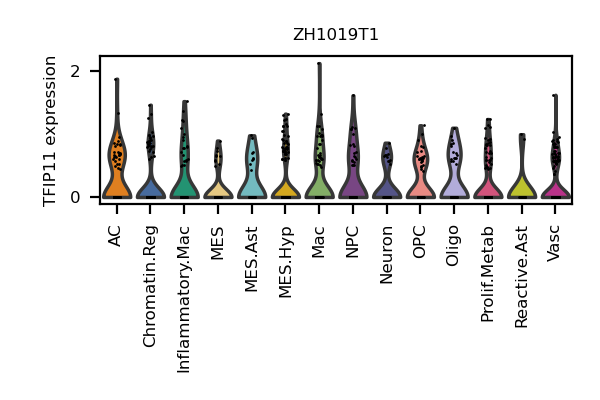 ZH1019T1
TFIP11 expression
2
0
AC
Chromatin.Reg
Inflammatory.Mac
MES
MES.Ast
MES.Hyp
Mac
NPC
Neuron
OPC
Oligo
Prolif.Metab
Reactive.Ast
Vasc